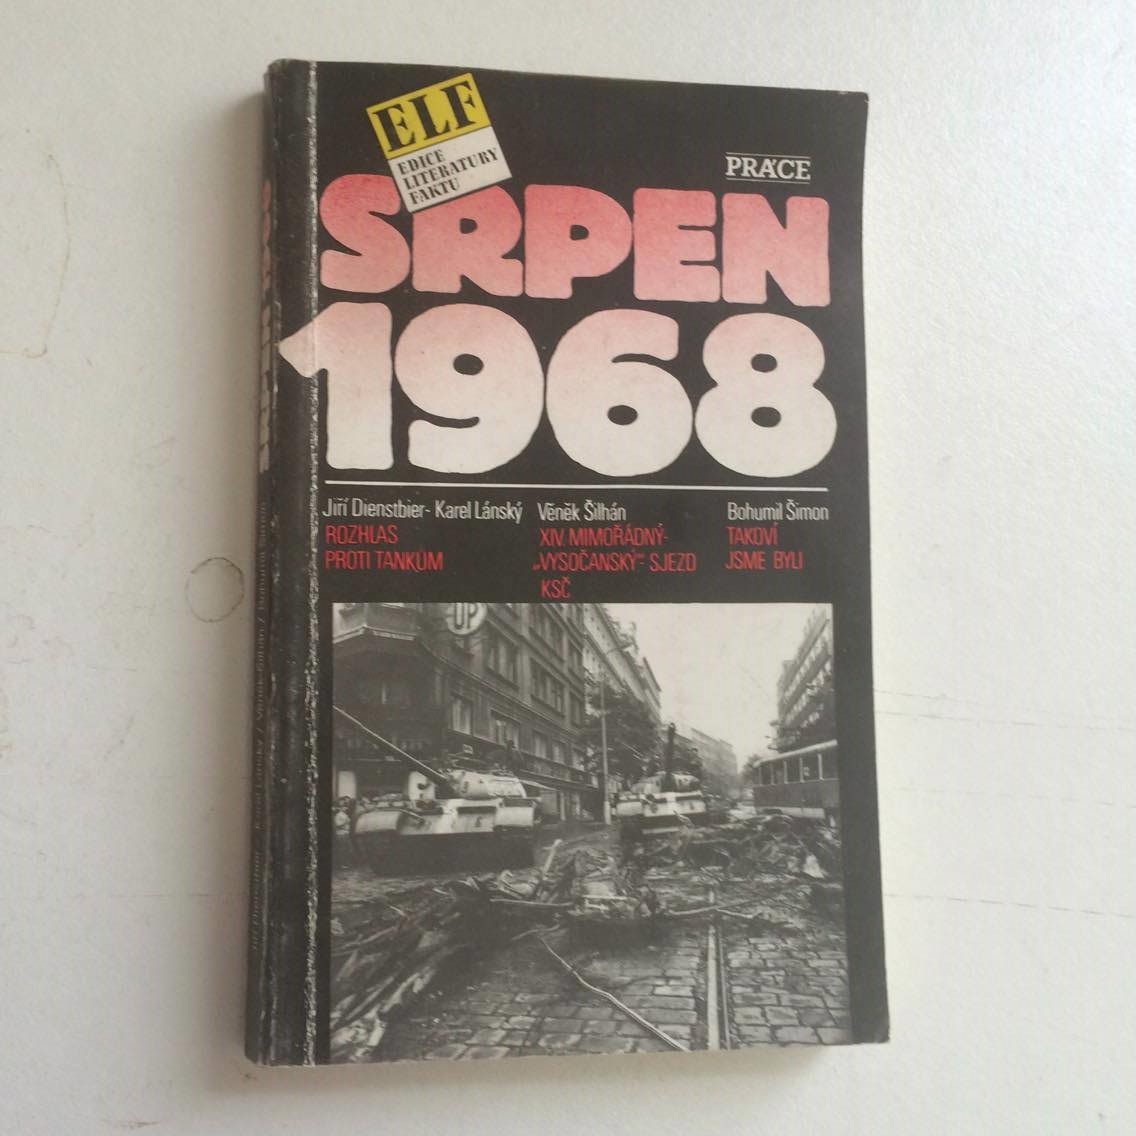 ELF
EDICE
LITERATURY
FAKTU
PRÁCE
SRPEN
1968
Jiří Dienstbier - Karel Lánský
ROZHLAS
PROTI TANKŮM
Věněk Šilhán
XIV. MIMOŘÁDNÝ-
„VYSOČANSKÝ“ SJEZD
KSČ
Bohumil Šimon
TAKOVÍ
JSME BYLI